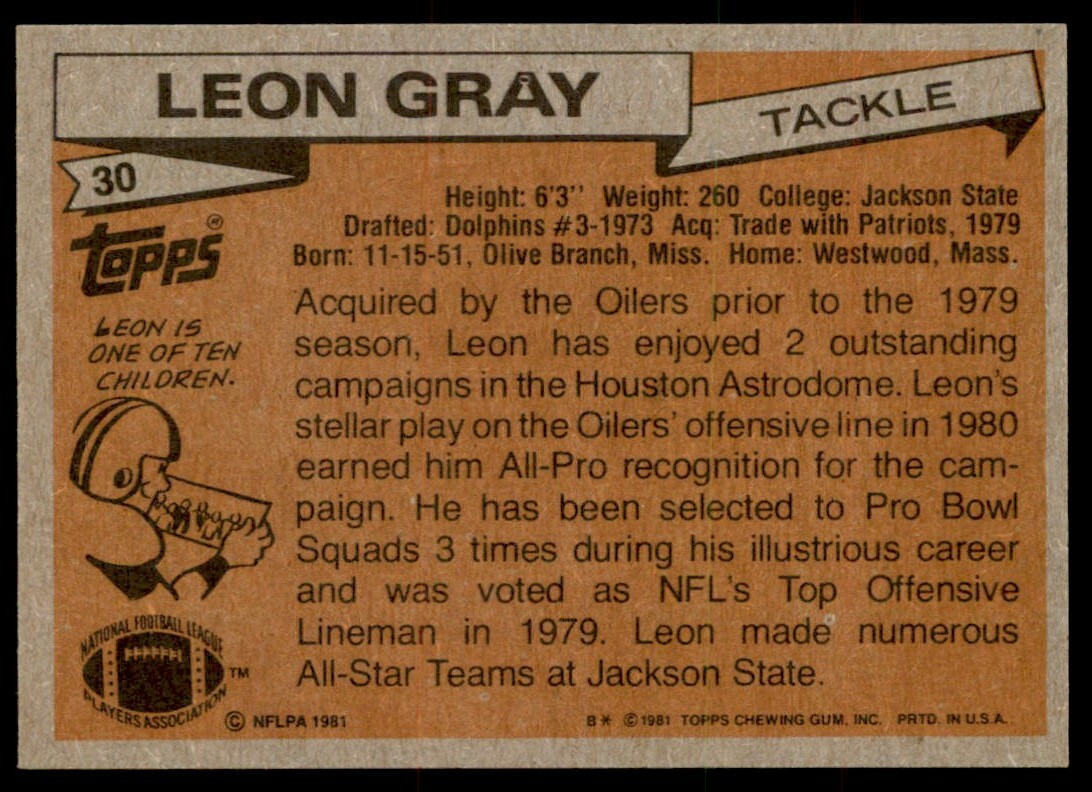 LEON GRAY
TACKLE
30
Height: 6'3'' Weight: 260 College: Jackson State
Drafted: Dolphins #3-1973 Acq: Trade with Patriots, 1979
Born: 11-15-51, Olive Branch, Miss. Home: Westwood, Mass.
TOPPS®
LEON IS
ONE OF TEN
CHILDREN.
Acquired by the Oilers prior to the 1979
season, Leon has enjoyed 2 outstanding
campaigns in the Houston Astrodome. Leon's
stellar play on the Oilers' offensive line in 1980
earned him All-Pro recognition for the cam-
paign. He has been selected to Pro Bowl
Squads 3 times during his illustrious career
and was voted as NFL's Top Offensive
Lineman in 1979. Leon made numerous
All-Star Teams at Jackson State.
NATIONAL FOOTBALL LEAGUE
PLAYERS ASSOCIATION
TM
© NFLPA 1981
B* © 1981 TOPPS CHEWING GUM, INC. PRTD. IN U.S.A.